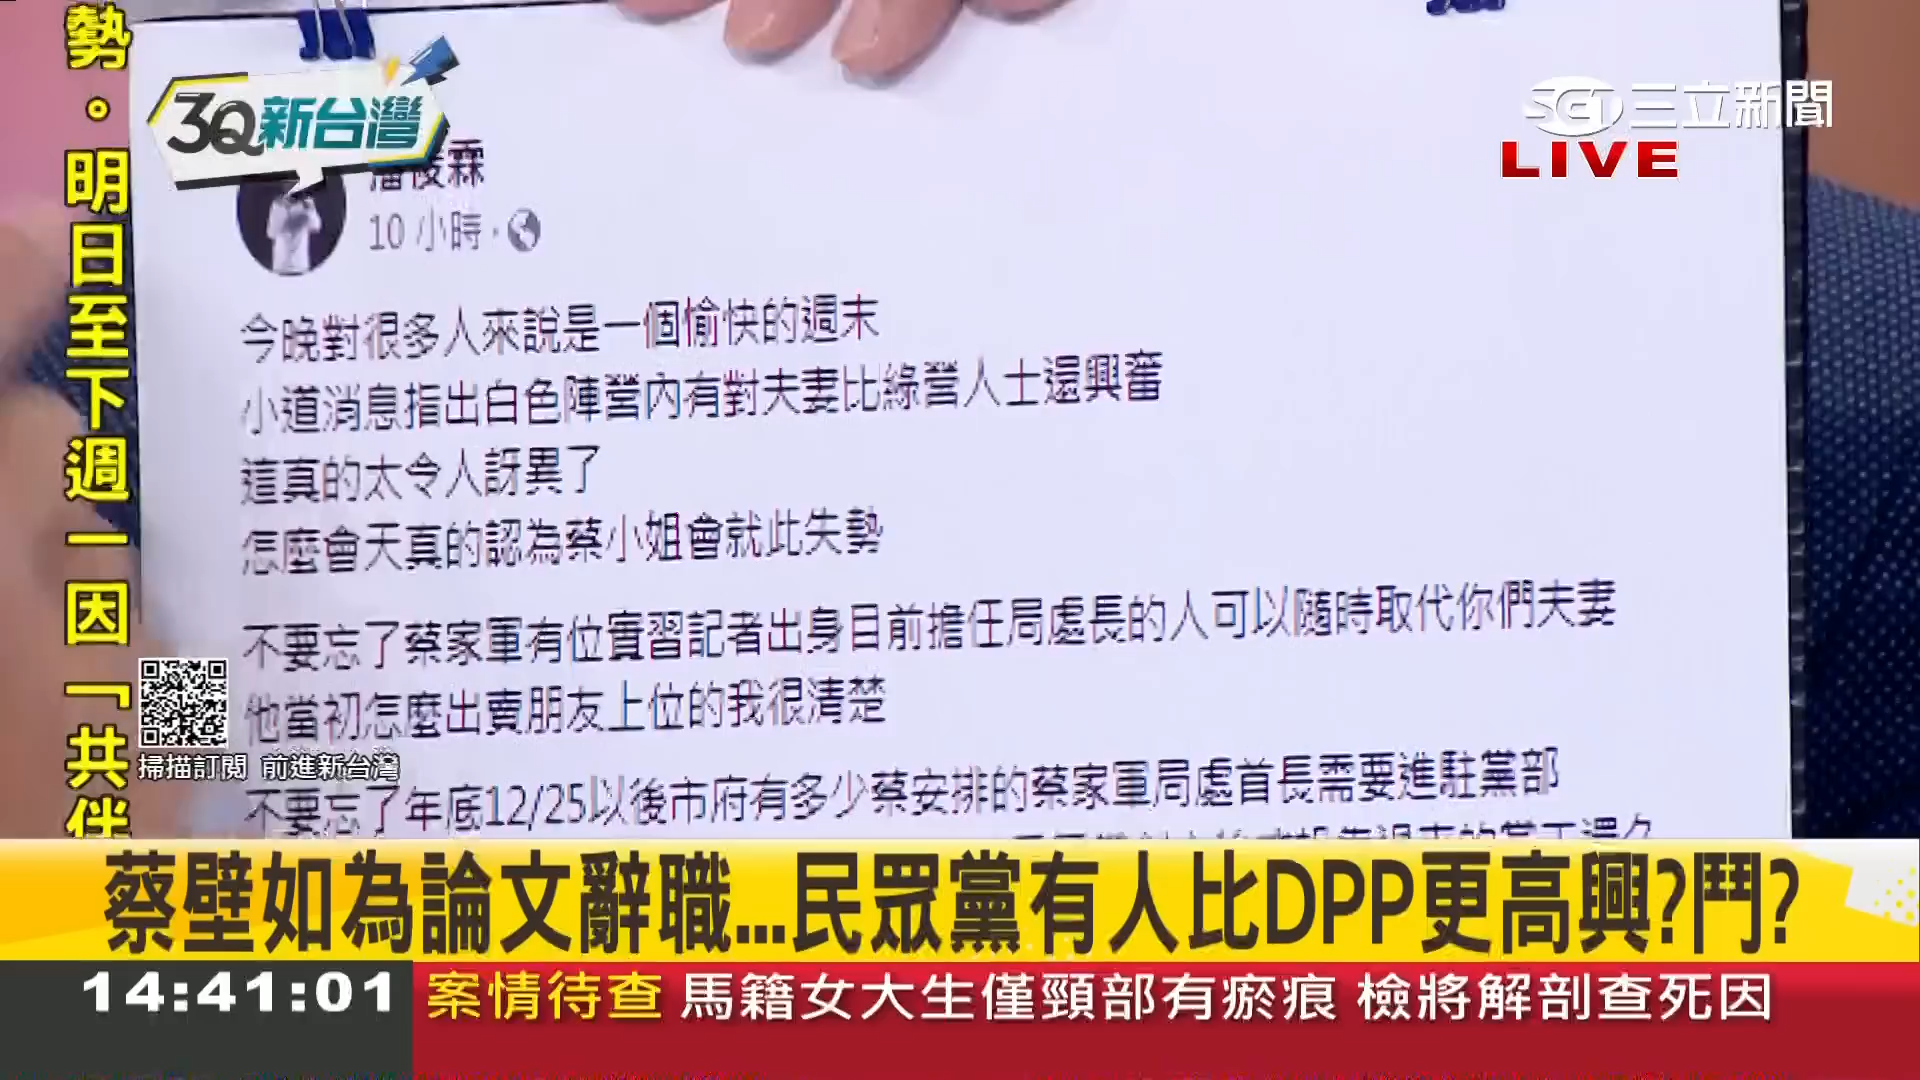 勢。明日至下週一因「共伴
3Q新台灣
SET三立新聞
LIVE
霖
10 小時
今晚對很多人來說是一個愉快的週末
小道消息指出白色陣營內有對夫妻比綠營人士還興奮
這真的太令人訝異了
怎麼會天真的認為蔡小姐會就此失勢
不要忘了蔡家軍有位實習記者出身目前擔任局處長的人可以隨時取代你們夫妻
他當初怎麼出賣朋友上位的我很清楚
不要忘了年底12/25以後市府有多少蔡安排的蔡家軍局處首長需要進駐黨部
掃描訂閱 前進新台灣
蔡壁如為論文辭職...民眾黨有人比DPP更高興?鬥?
14:41:01
案情待查 馬籍女大生僅頸部有瘀痕 檢將解剖查死因